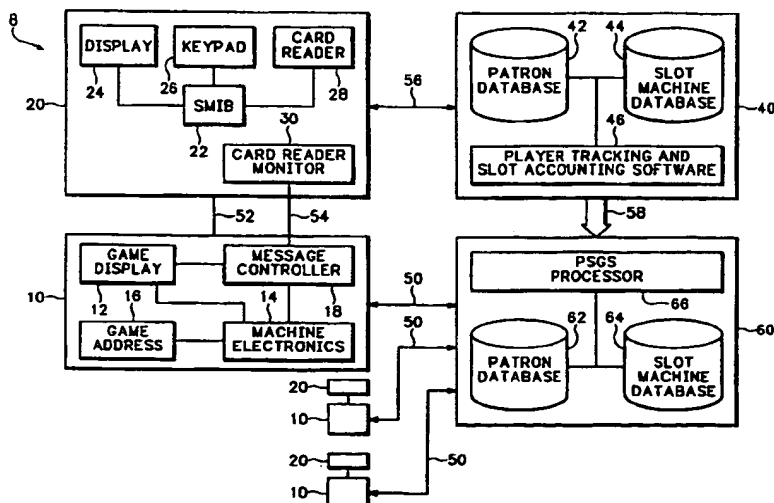 8
DISPLAY
KEYPAD
CARD
READER
24
26
28
20
SMIB
22
30
CARD READER
MONITOR
56
42
44
PATRON
DATABASE
SLOT
MACHINE
DATABASE
40
46
PLAYER TRACKING AND
SLOT ACCOUNTING SOFTWARE
52
54
58
GAME
DISPLAY
MESSAGE
CONTROLLER
10
12
16
14
18
GAME
ADDRESS
MACHINE
ELECTRONICS
50
50
PSGS
PROCESSOR
66
62
64
60
PATRON
DATABASE
SLOT
MACHINE
DATABASE
20
10
20
10
50